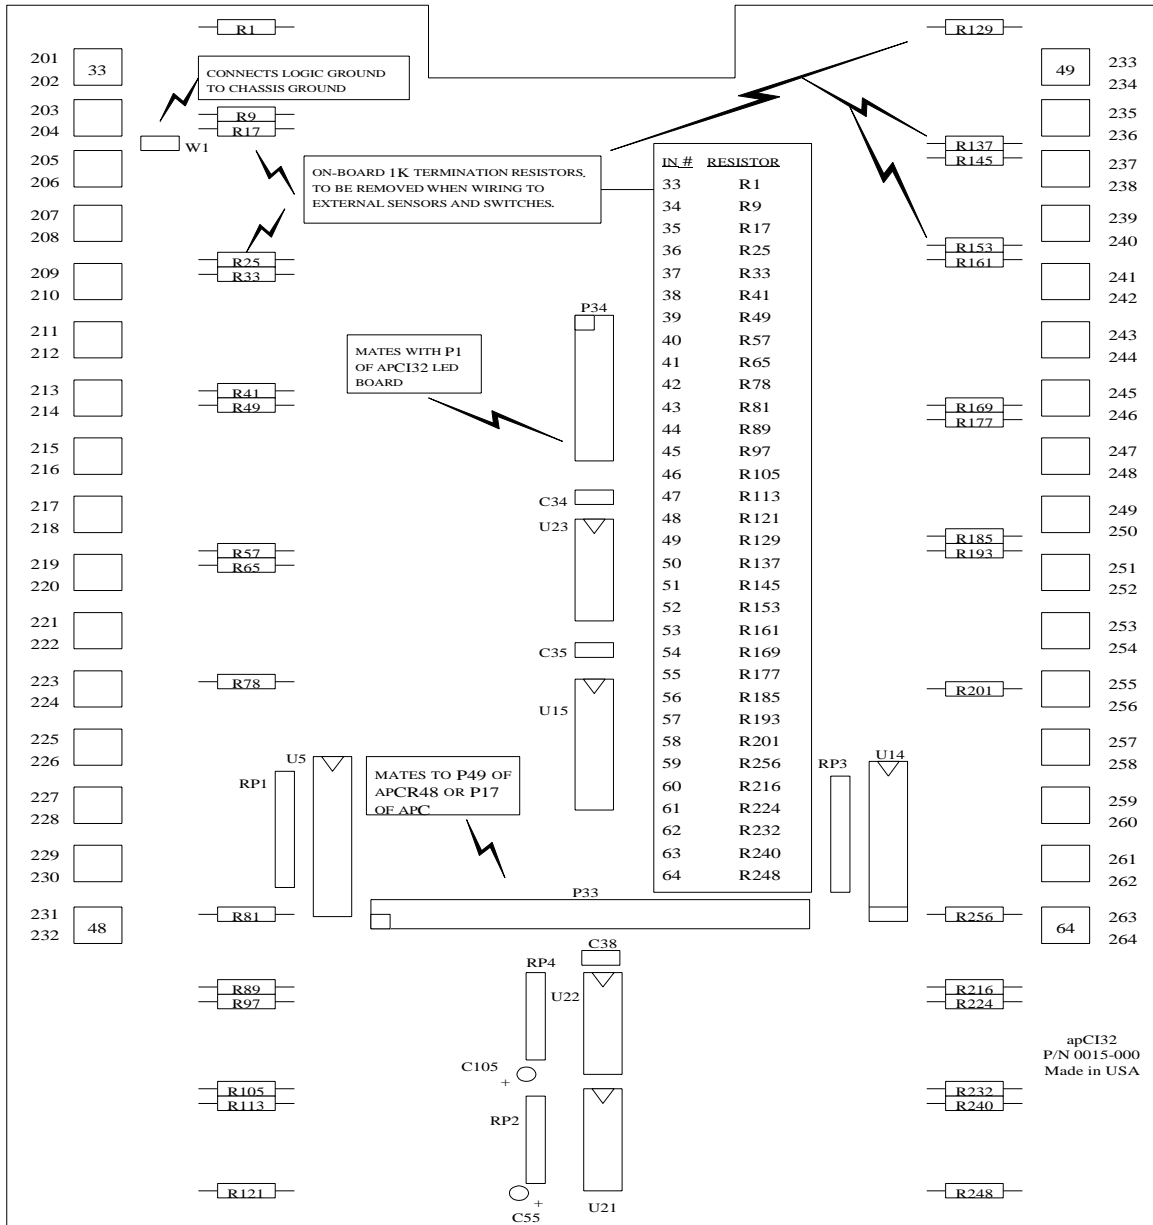 R1
R129
201
202
33
CONNECTS LOGIC GROUND
TO CHASSIS GROUND
49
233
234
203
204
R9
R17
W1
235
236
R137
R145
205
206
ON-BOARD 1K TERMINATION RESISTORS,
TO BE REMOVED WHEN WIRING TO
EXTERNAL SENSORS AND SWITCHES.
237
238
207
208
239
240
R25
R33
R153
R161
209
210
241
242
IN # RESISTOR
33 R1
34 R9
35 R17
36 R25
37 R33
38 R41
39 R49
40 R57
41 R65
42 R78
43 R81
44 R89
45 R97
46 R105
47 R113
48 R121
49 R129
50 R137
51 R145
52 R153
53 R161
54 R169
55 R177
56 R185
57 R193
58 R201
59 R256
60 R216
61 R224
62 R232
63 R240
64 R248
P34
211
212
MATES WITH P1
OF APCI32 LED
BOARD
243
244
213
214
R41
R49
R169
R177
245
246
215
216
247
248
217
218
C34
U23
249
250
219
220
R57
R65
R185
R193
251
252
221
222
C35
253
254
223
224
R78
U15
R201
255
256
225
226
U5
RP1
MATES TO P49 OF
APCR48 OR P17
OF APC
RP3
U14
257
258
227
228
259
260
229
230
261
262
P33
231
232
48
R81
R256
64
263
264
C38
RP4
U22
R89
R97
R216
R224
apCI32
P/N 0015-000
Made in USA
C105
+
R105
R113
RP2
R232
R240
R121
C55
+
U21
R248